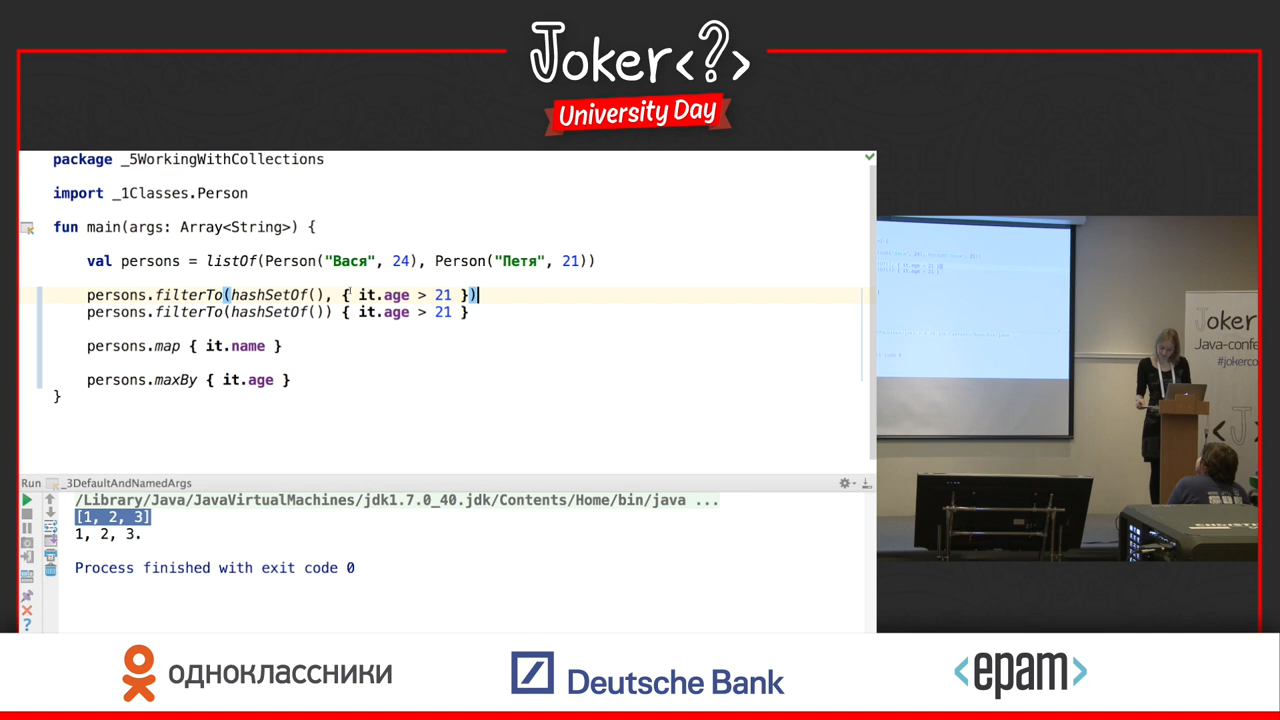 Joker<?>
University Day
package _5WorkingWithCollections
import _1Classes.Person
fun main(args: Array<String>) {
val persons = listOf(Person("Вася", 24), Person("Петя", 21))
persons.filterTo(hashSetOf(), { it.age > 21 })
persons.filterTo(hashSetOf()) { it.age > 21 }
persons.map { it.name }
persons.maxBy { it.age }
}
Run _3DefaultAndNamedArgs
/Library/Java/JavaVirtualMachines/jdk1.7.0_40.jdk/Contents/Home/bin/java ...
[1, 2, 3]
1, 2, 3.
Process finished with exit code 0
Joker
Java-confe
#jokerco
одноклассники
Deutsche Bank
<epam>